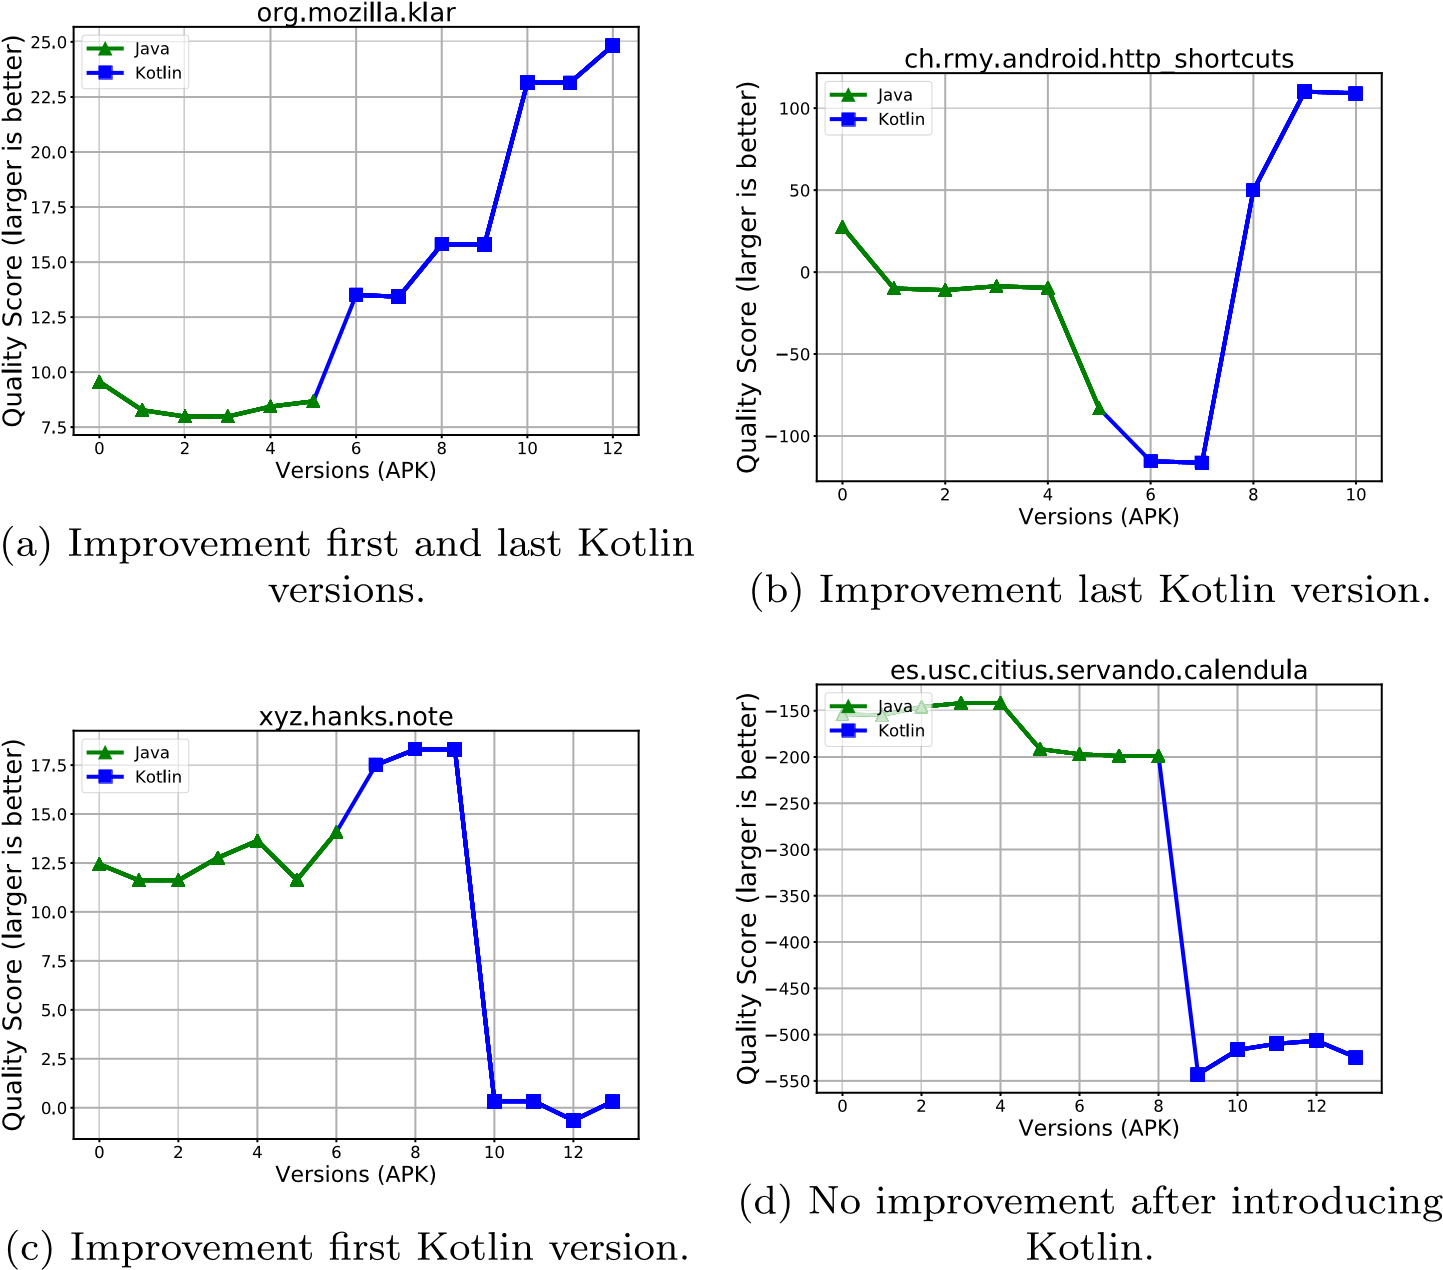 org.mozilla.klar
Quality Score (larger is better)
25.0
22.5
20.0
17.5
15.0
12.5
10.0
7.5
Java
Kotlin
0 2 4 6 8 10 12
Versions (APK)
(a) Improvement first and last Kotlin
versions.
ch.rmy.android.http_shortcuts
Quality Score (larger is better)
100
50
0
−50
−100
Java
Kotlin
0 2 4 6 8 10
Versions (APK)
(b) Improvement last Kotlin version.
xyz.hanks.note
Quality Score (larger is better)
17.5
15.0
12.5
10.0
7.5
5.0
2.5
0.0
Java
Kotlin
0 2 4 6 8 10 12
Versions (APK)
(c) Improvement first Kotlin version.
es.usc.citius.servando.calendula
Quality Score (larger is better)
−150
−200
−250
−300
−350
−400
−450
−500
−550
Java
Kotlin
0 2 4 6 8 10 12
Versions (APK)
(d) No improvement after introducing
Kotlin.